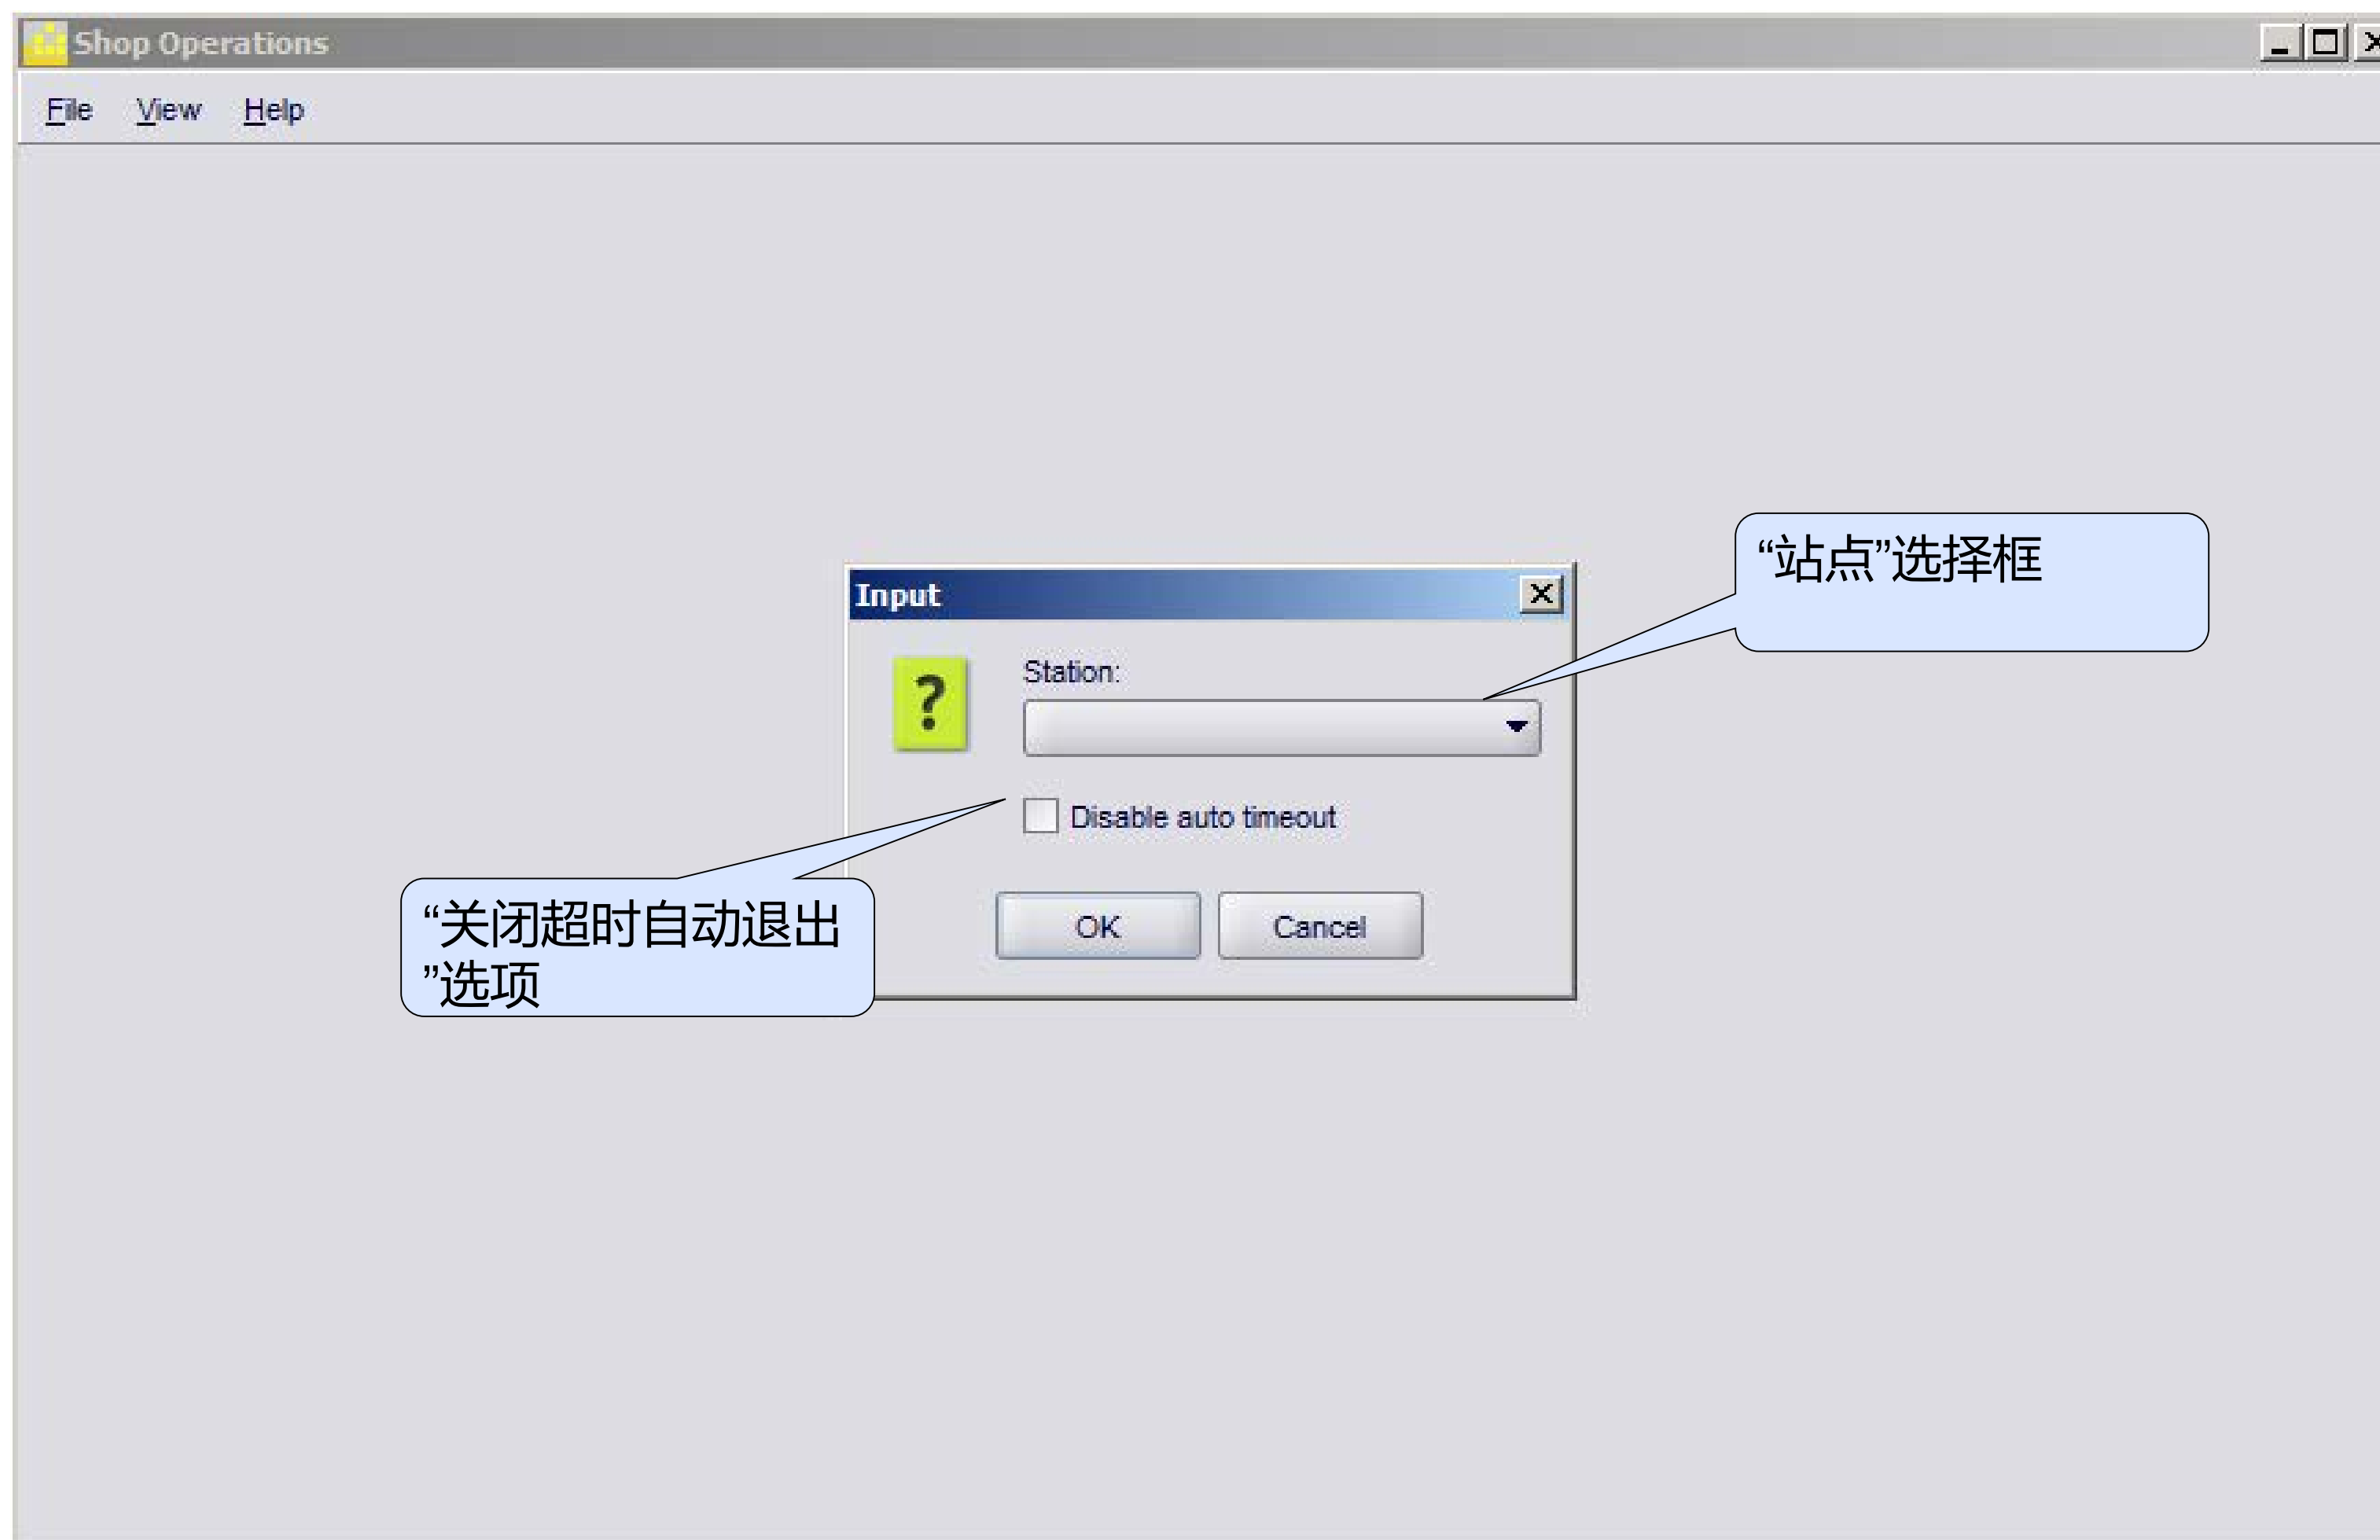 Shop Operations
File View Help
“站点”选择框
Input
Station:
Disable auto timeout
“关闭超时自动退出
”选项
OK Cancel